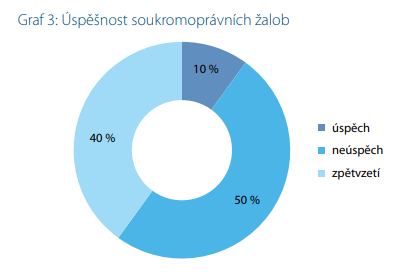 Graf 3: Úspěšnost soukromoprávních žalob
10 %
40 %
50 %
úspěch
neúspěch
zpětvzetí